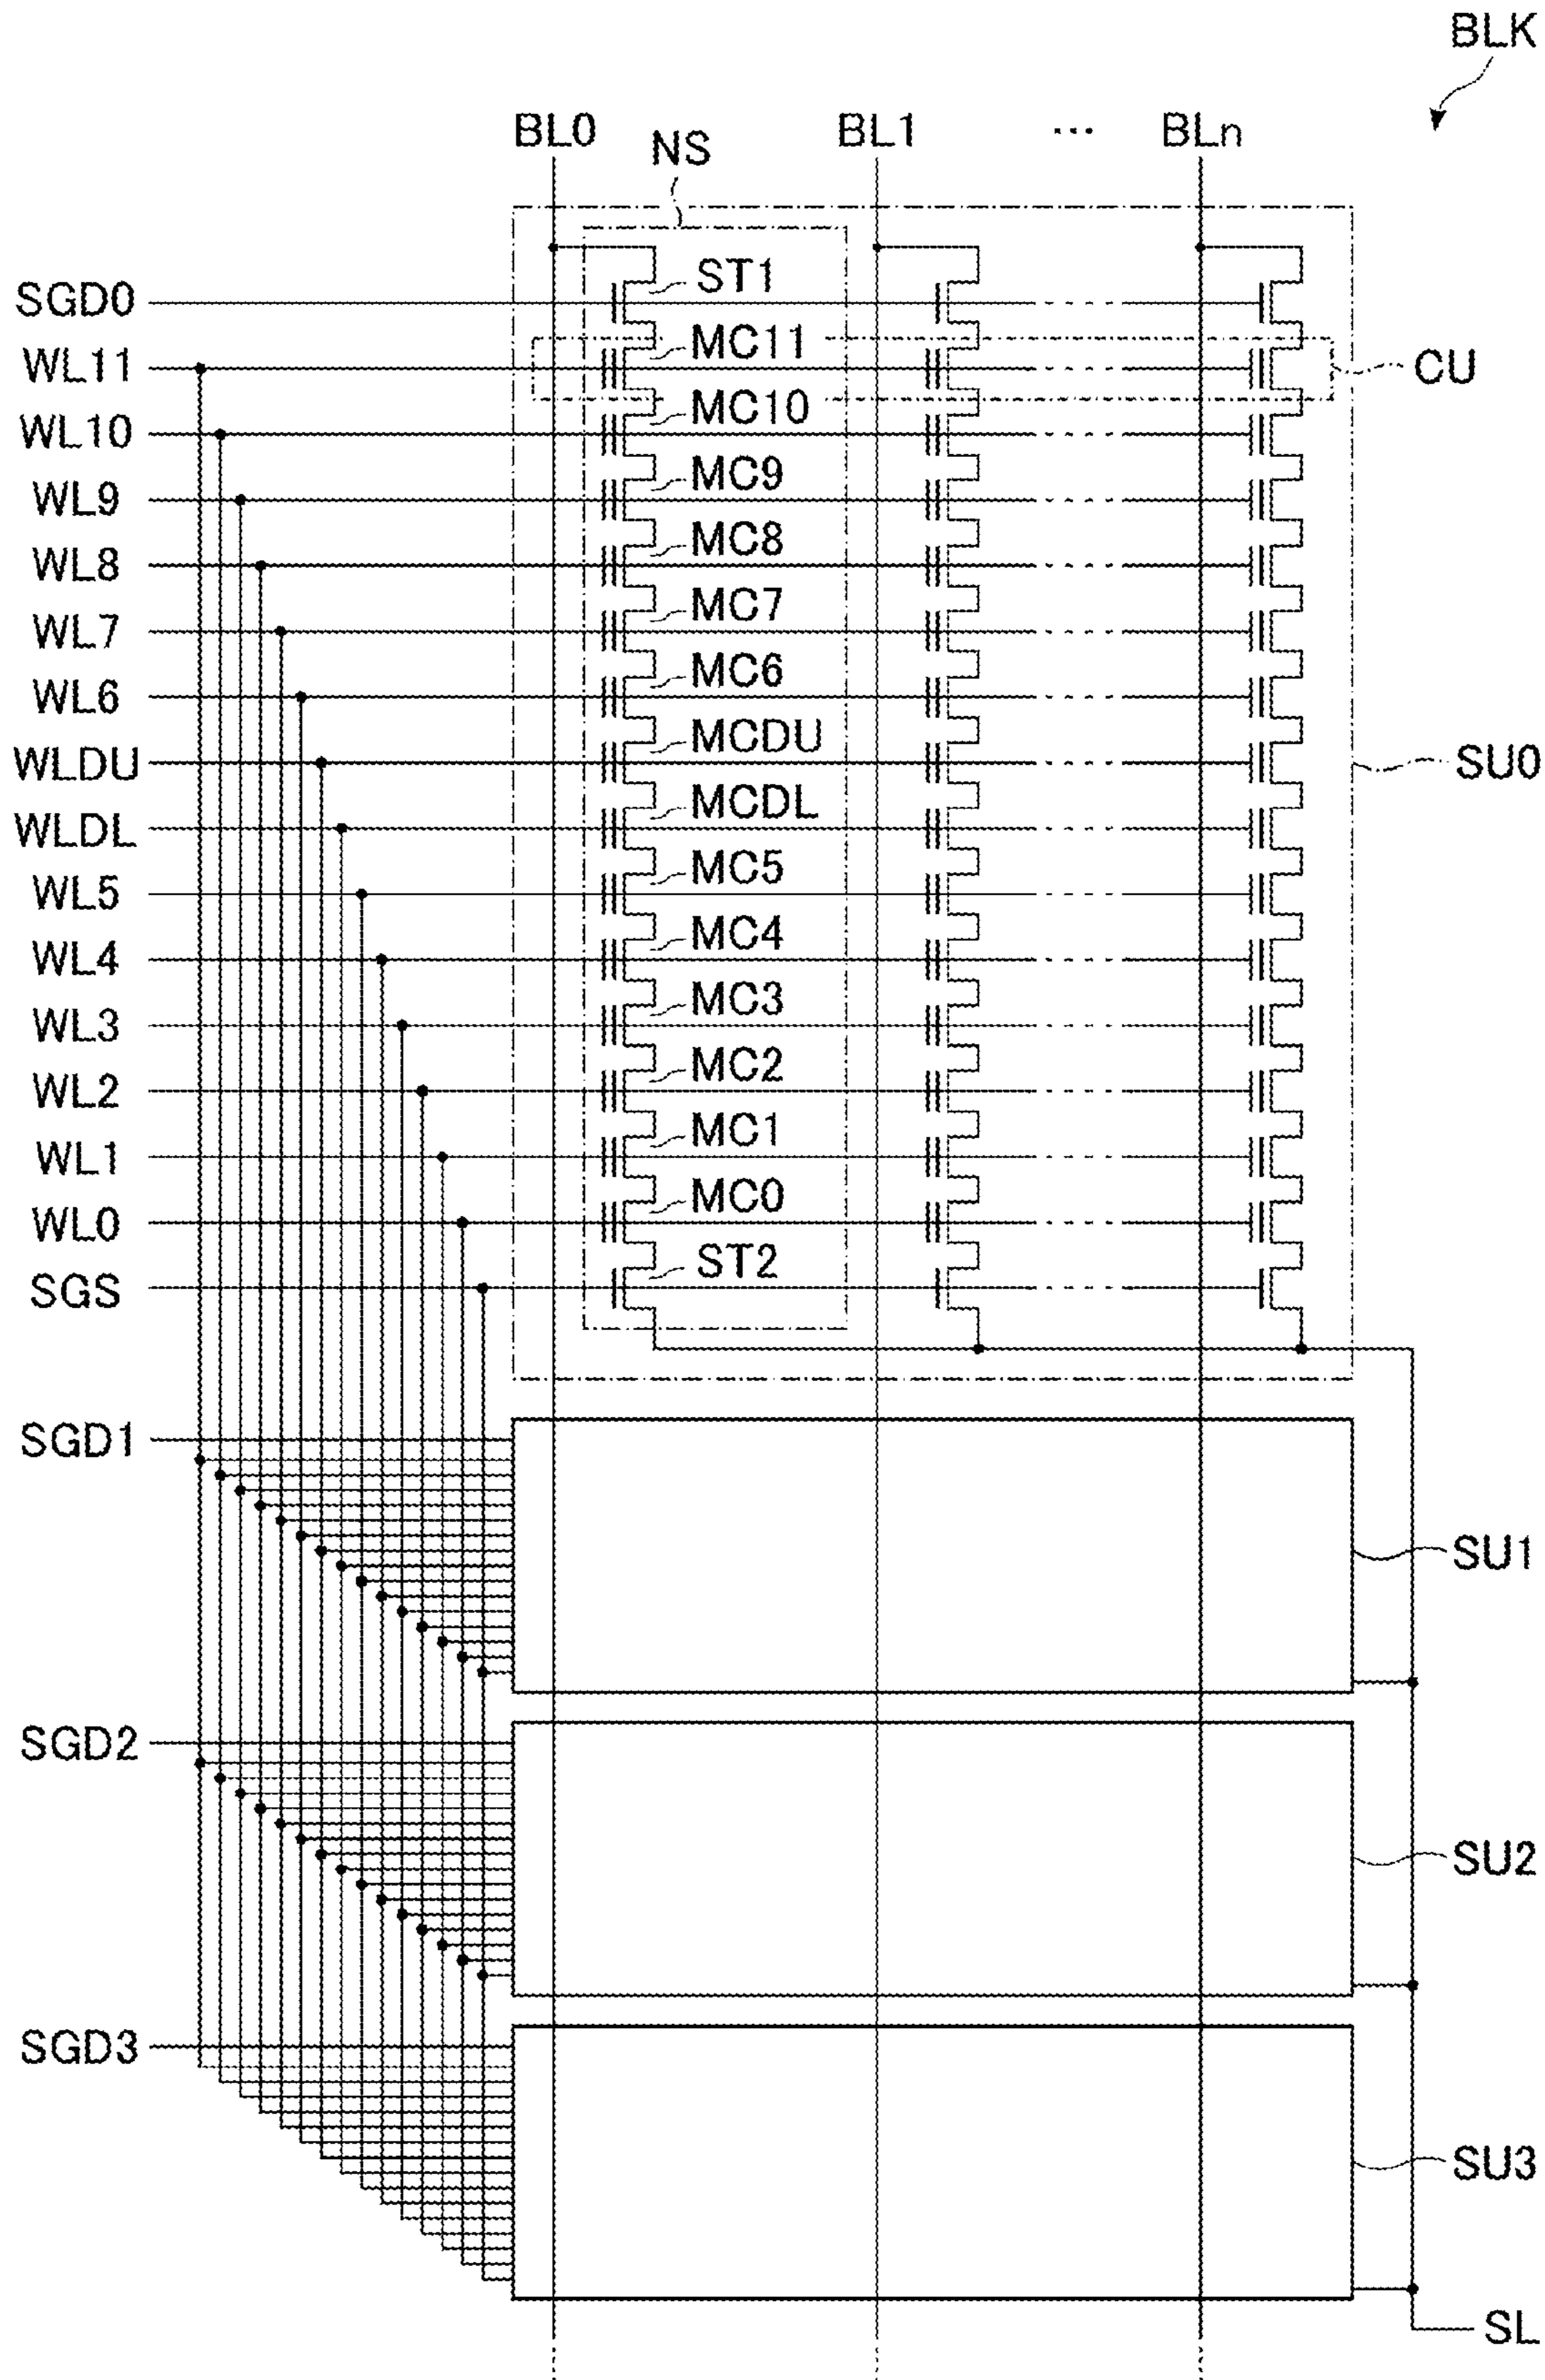 BLK
BL0 NS BL1 ... BLn
SGD0 ST1
WL11 MC11 CU
WL10 MC10
WL9 MC9
WL8 MC8
WL7 MC7
WL6 MC6
WLDU MCDU SU0
WLDL MCDL
WL5 MC5
WL4 MC4
WL3 MC3
WL2 MC2
WL1 MC1
WL0 MC0
SGS ST2
SGD1
SU1
SGD2
SU2
SGD3
SU3
SL